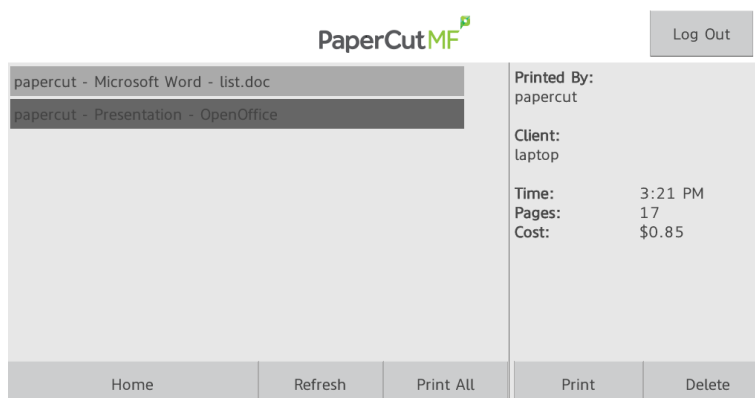 PaperCutMF
Log Out
papercut - Microsoft Word - list.doc
papercut - Presentation - OpenOffice
Printed By:
papercut
Client:
laptop
Time: 3:21 PM
Pages: 17
Cost: $0.85
Home Refresh Print All Print Delete